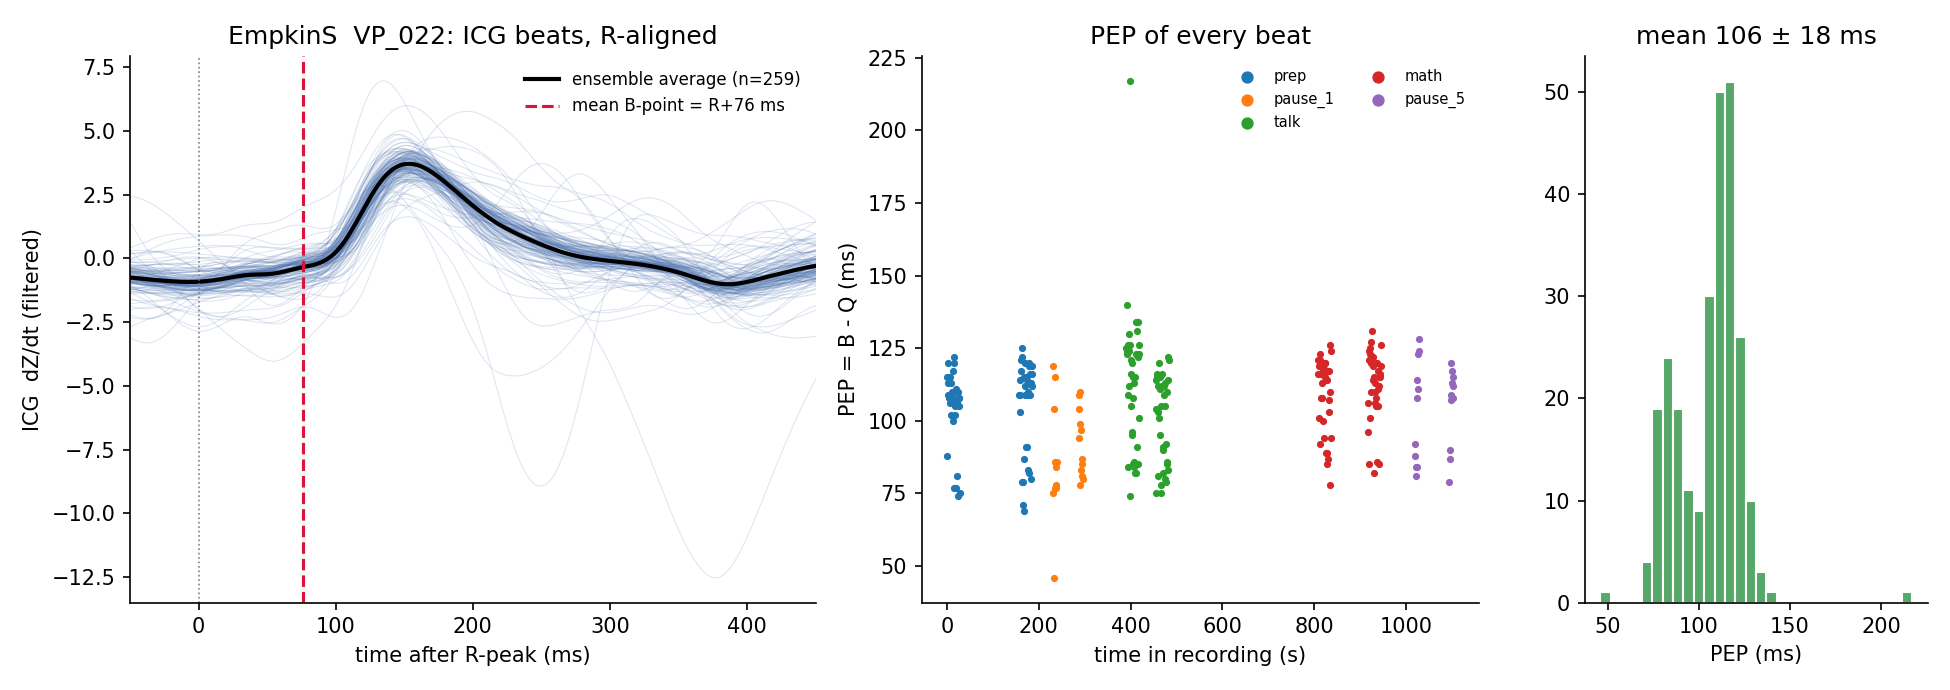 EmpkinS  VP_022: ICG beats, R-aligned
ensemble average (n=259)
mean B-point = R+76 ms
7.5
5.0
2.5
0.0
−2.5
−5.0
−7.5
−10.0
−12.5
ICG  dZ/dt (filtered)
0 100 200 300 400
time after R-peak (ms)
PEP of every beat
prep
pause_1
talk
math
pause_5
225
200
175
150
125
100
75
50
PEP = B - Q (ms)
0 200 400 600 800 1000
time in recording (s)
mean 106 ± 18 ms
50
40
30
20
10
0
50 100 150 200
PEP (ms)